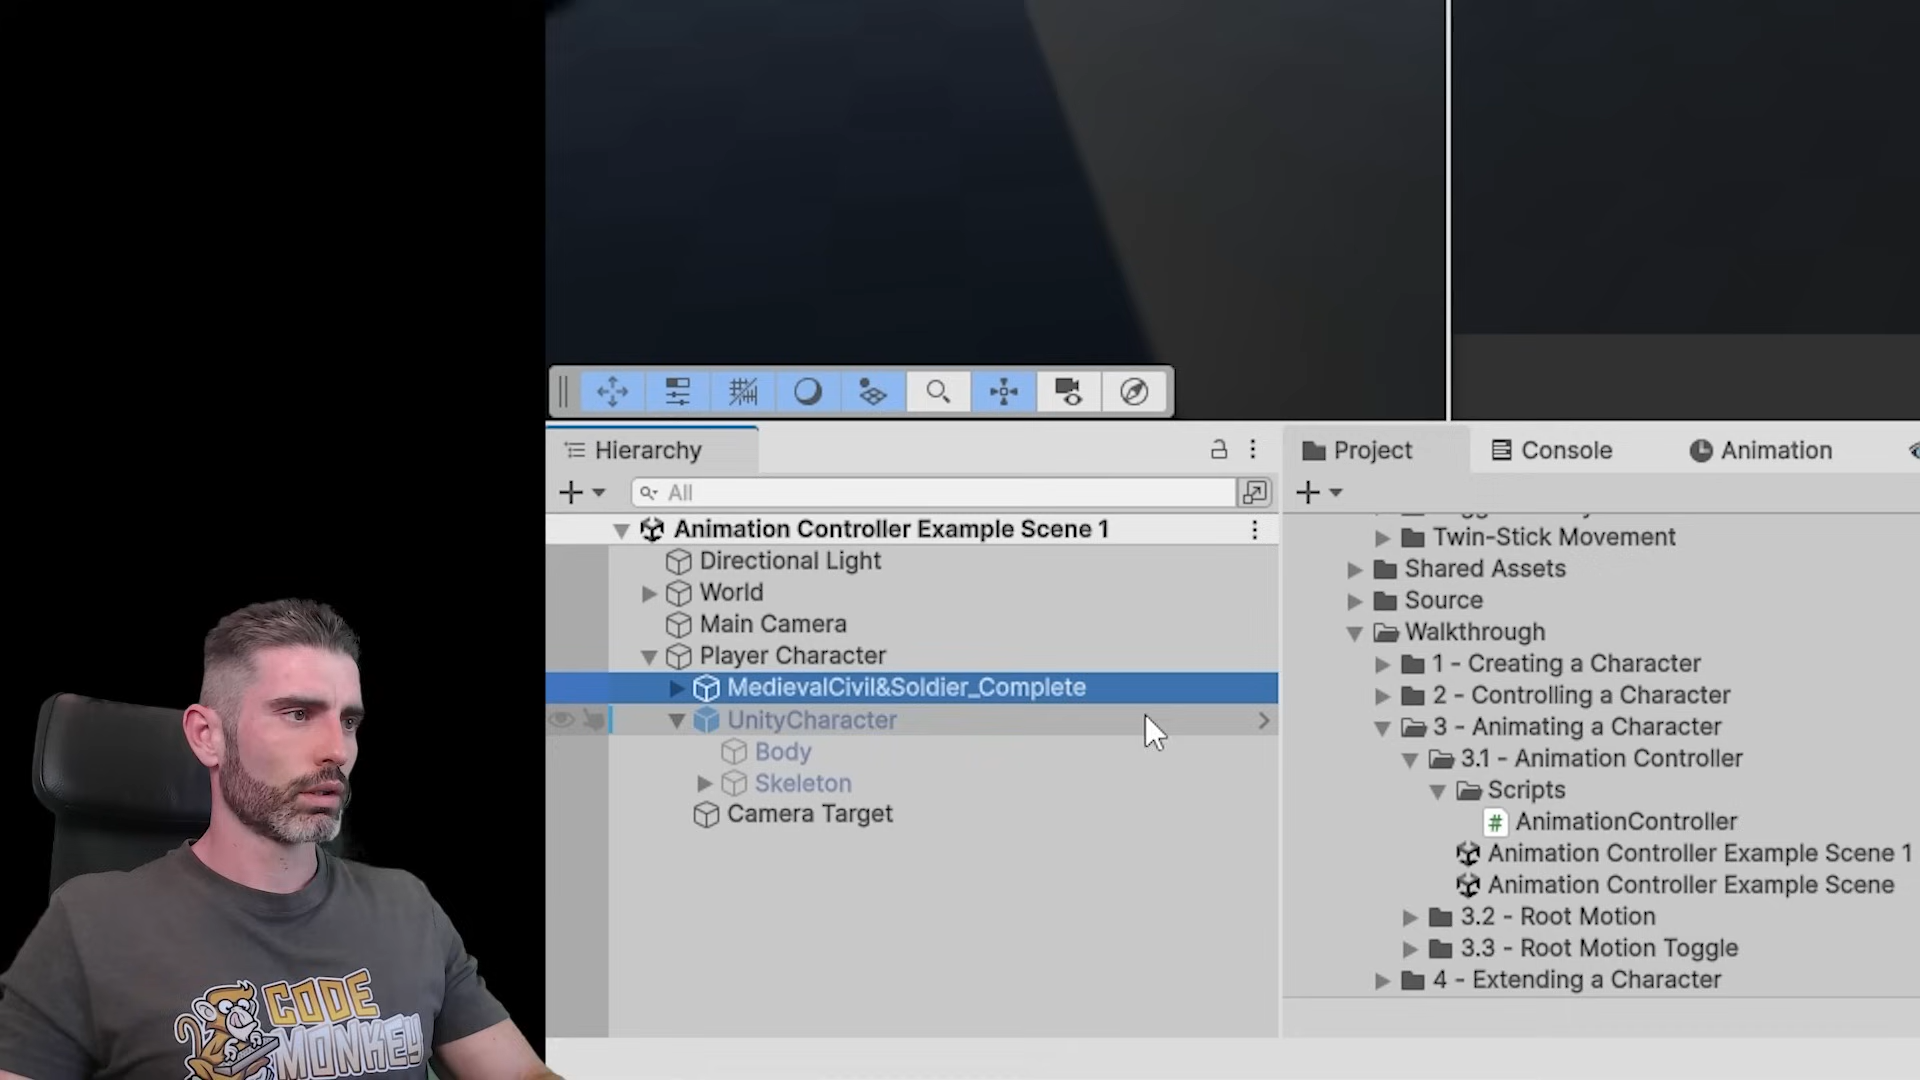 Hierarchy
All
Animation Controller Example Scene 1
Directional Light
World
Main Camera
Player Character
MedievalCivil&Soldier_Complete
UnityCharacter
Body
Skeleton
Camera Target
Project
Console
Animation
Twin-Stick Movement
Shared Assets
Source
Walkthrough
1 - Creating a Character
2 - Controlling a Character
3 - Animating a Character
3.1 - Animation Controller
Scripts
# AnimationController
Animation Controller Example Scene 1
Animation Controller Example Scene
3.2 - Root Motion
3.3 - Root Motion Toggle
4 - Extending a Character
CODE
MONKEY